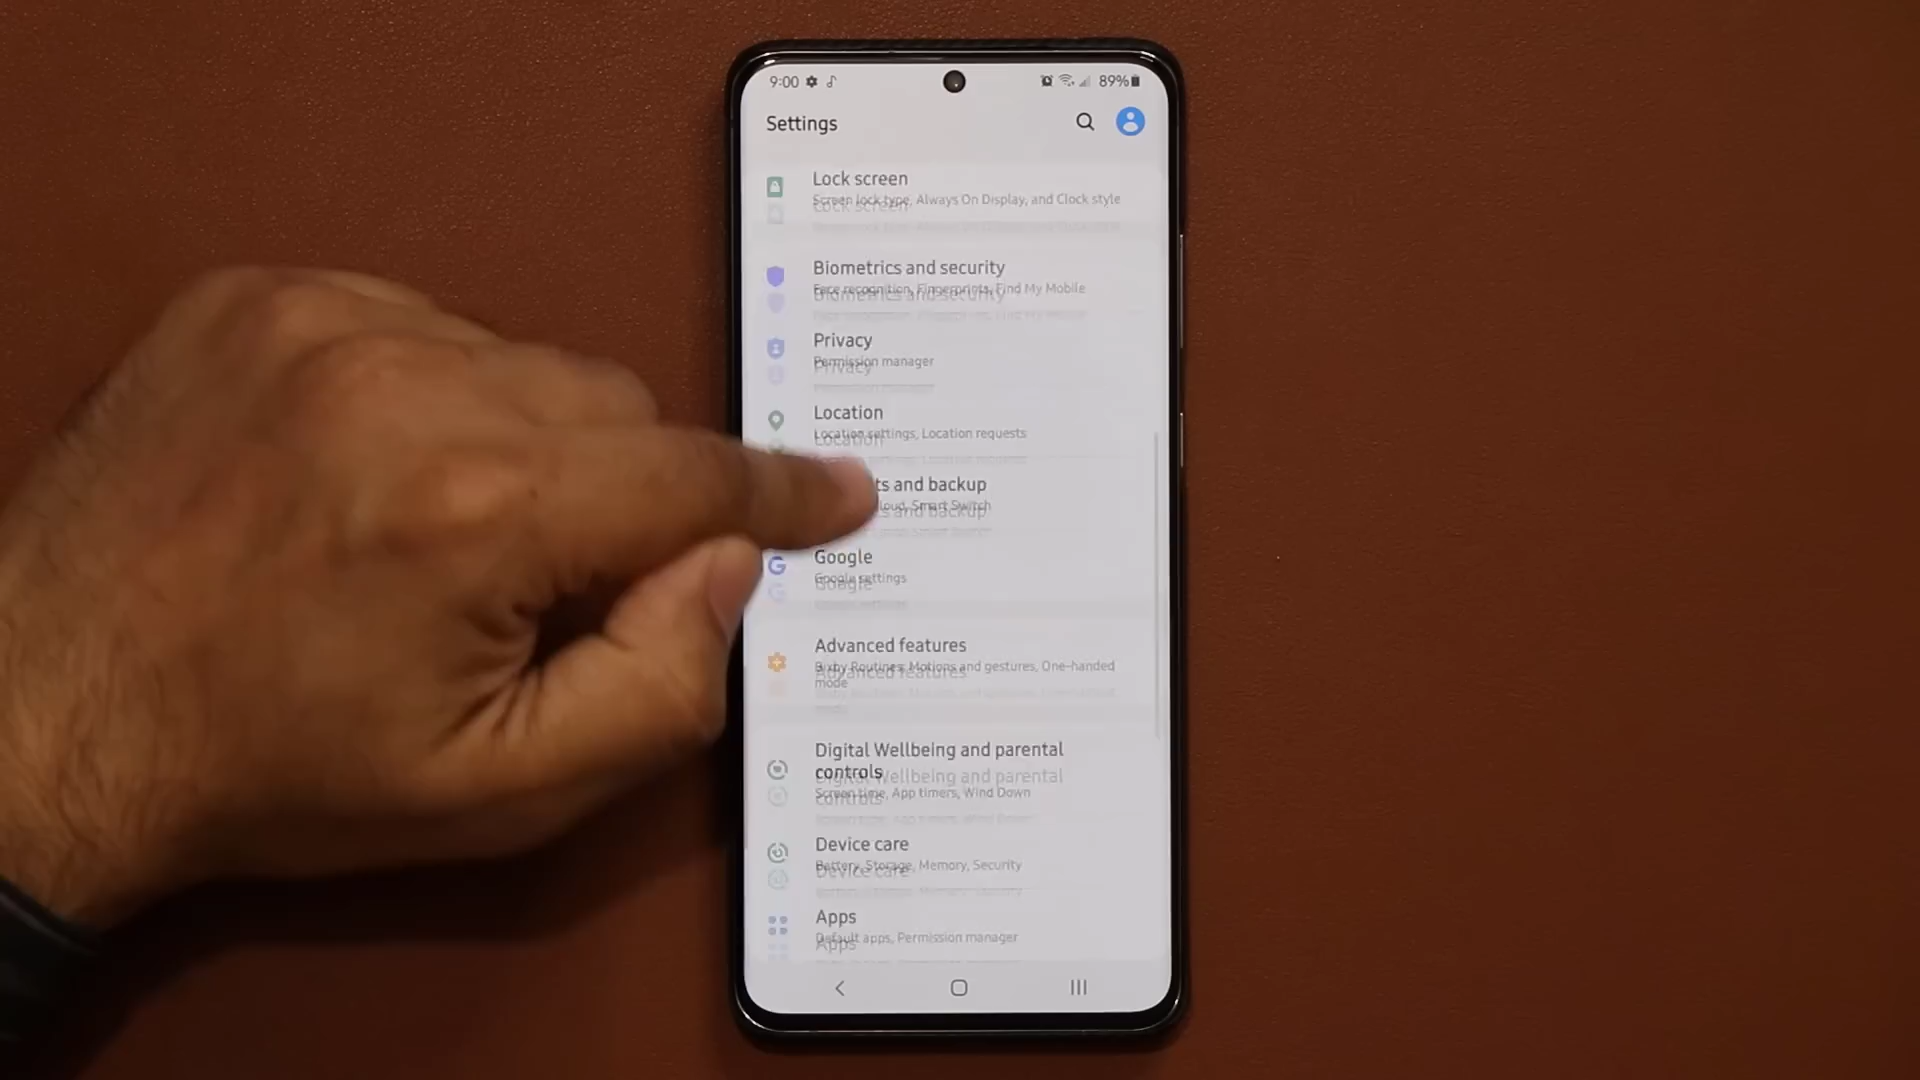 9:00 89%
Settings
Lock screen
Screen lock type, Always On Display, and Clock style
Biometrics and security
Face recognition, Fingerprints, Find My Mobile
Privacy
Permission manager
Location
Location settings, Location requests
ts and backup
loud, Smart Switch
Google
Google settings
Advanced features
Bixby Routines, Motions and gestures, One-handed
mode
Digital Wellbeing and parental
controls
Screen time, App timers, Wind Down
Device care
Battery, Storage, Memory, Security
Apps
Default apps, Permission manager